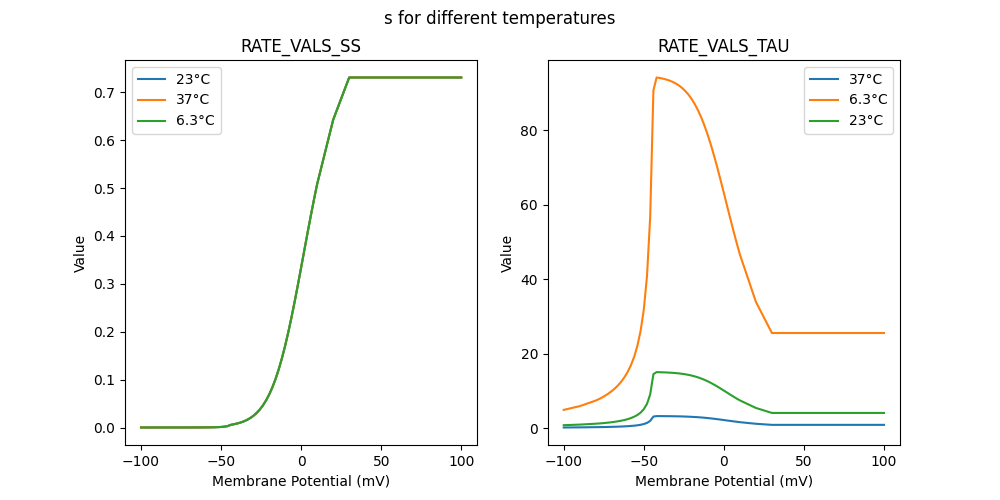 s for different temperatures
RATE_VALS_SS
23°C
37°C
6.3°C
Value
0.7
0.6
0.5
0.4
0.3
0.2
0.1
0.0
−100
−50
0
50
100
Membrane Potential (mV)
RATE_VALS_TAU
37°C
6.3°C
23°C
Value
80
60
40
20
0
−100
−50
0
50
100
Membrane Potential (mV)